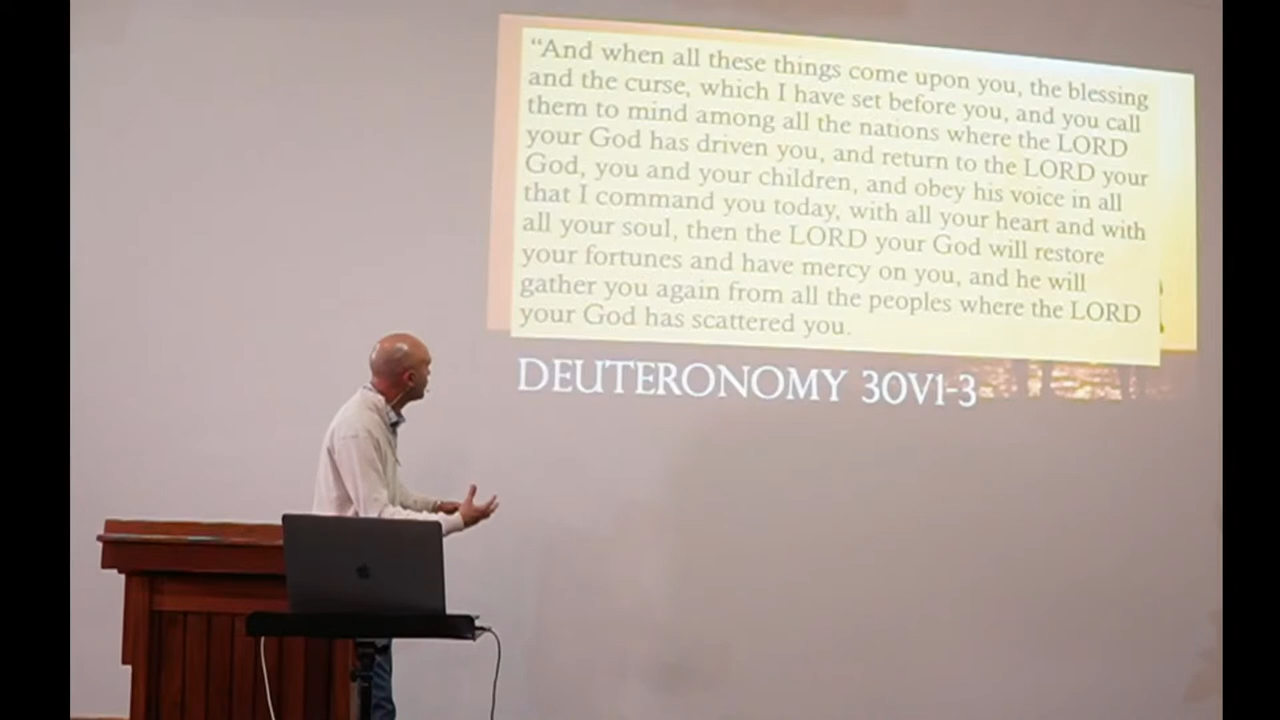 “And when all these things come upon you, the blessing
and the curse, which I have set before you, and you call
them to mind among all the nations where the LORD
your God has driven you, and return to the LORD your
God, you and your children, and obey his voice in all
that I command you today, with all your heart and with
all your soul, then the LORD your God will restore
your fortunes and have mercy on you, and he will
gather you again from all the peoples where the LORD
your God has scattered you.
DEUTERONOMY 30V1-3